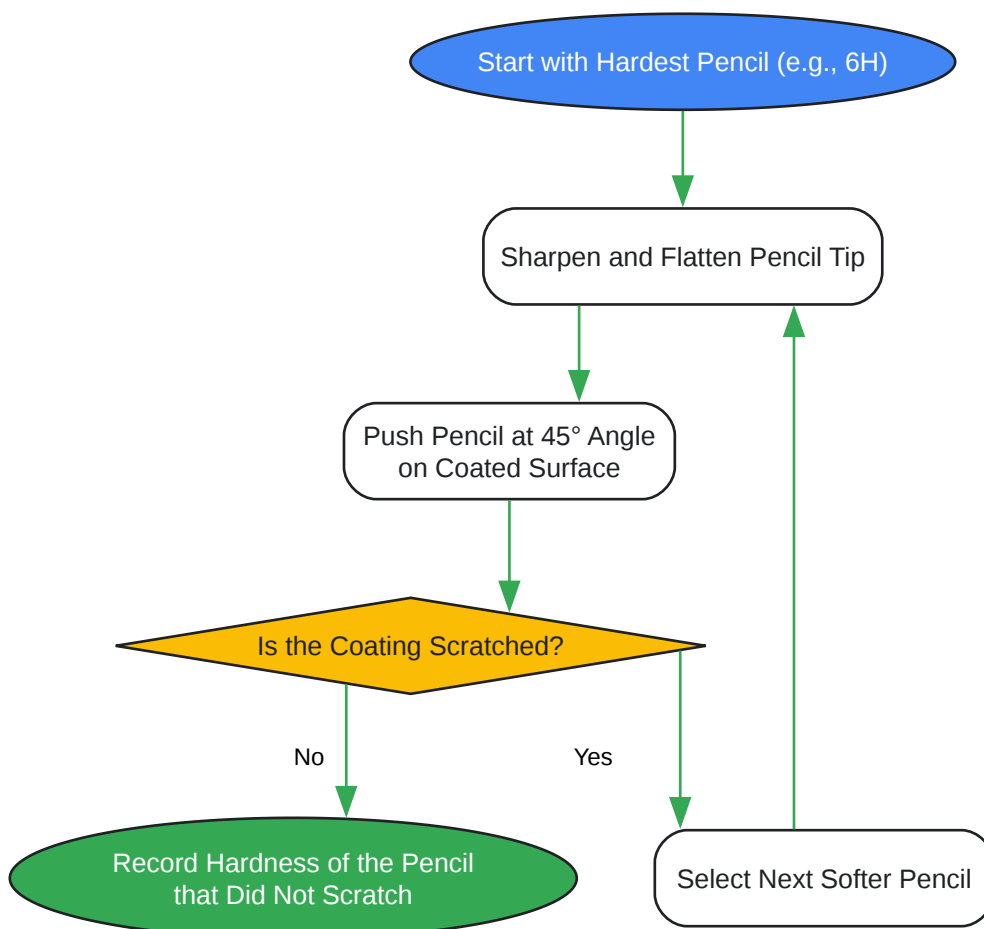 Start with Hardest Pencil (e.g., 6H)
Sharpen and Flatten Pencil Tip
Push Pencil at 45° Angle
on Coated Surface
Is the Coating Scratched?
No
Yes
Record Hardness of the Pencil
that Did Not Scratch
Select Next Softer Pencil